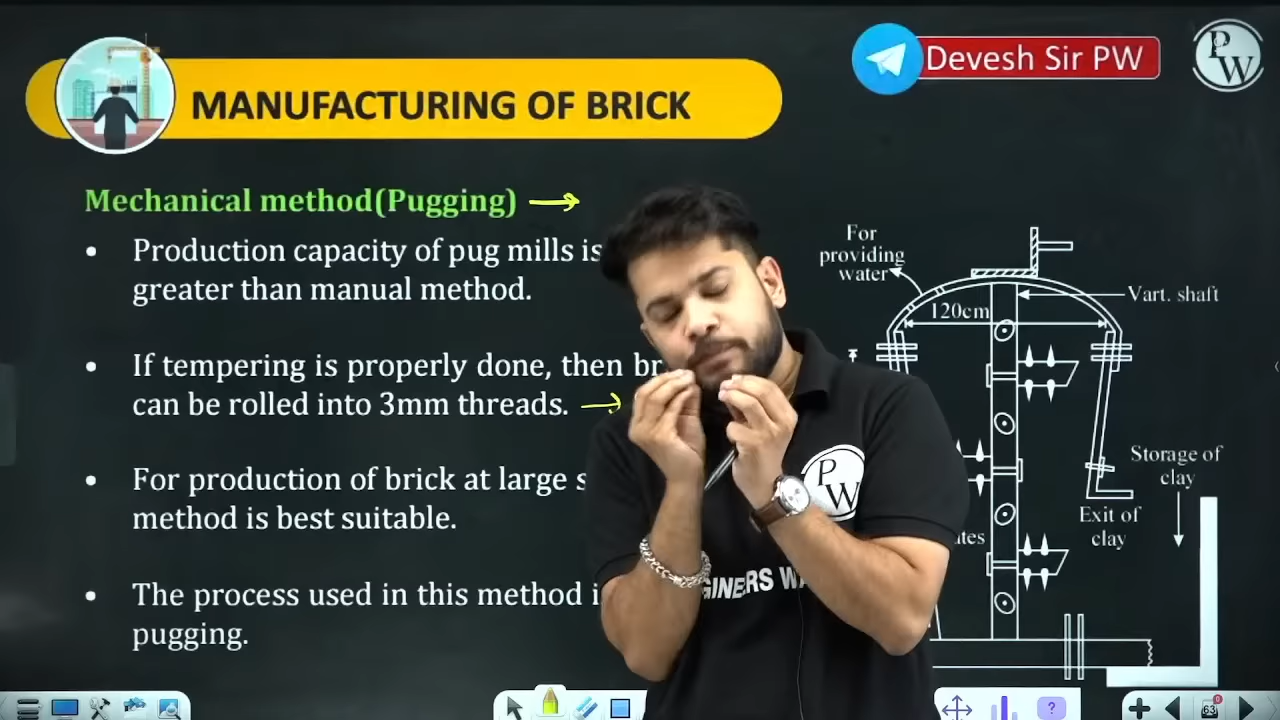 Devesh Sir PW
PW
MANUFACTURING OF BRICK
Mechanical method(Pugging)
Production capacity of pug mills is
greater than manual method.
If tempering is properly done, then
can be rolled into 3mm threads.
For production of brick at large
method is best suitable.
The process used in this method
pugging.
For
providing
water
120cm
Vart. shaft
Storage of
clay
Exit of
clay
PW
63